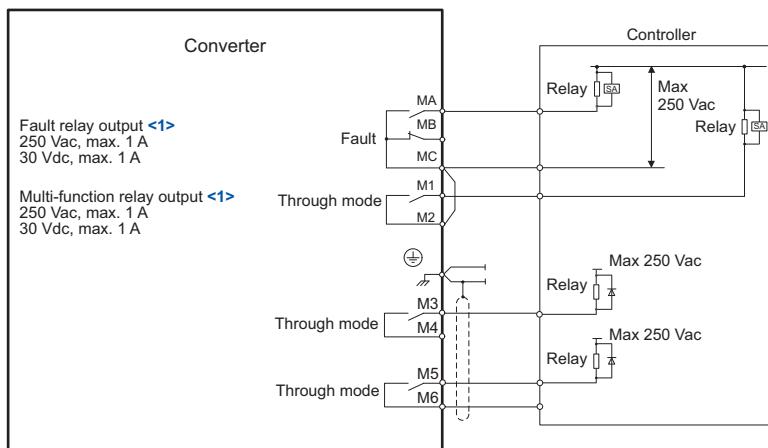 Converter
Controller
Fault relay output <1>
250 Vac, max. 1 A
30 Vdc, max. 1 A
Multi-function relay output <1>
250 Vac, max. 1 A
30 Vdc, max. 1 A
Fault
MA
MB
MC
Through mode
M1
M2
Relay
SA
Max
250 Vac
Relay
SA
Through mode
M3
M4
Relay
Max 250 Vac
Through mode
M5
M6
Relay
Max 250 Vac